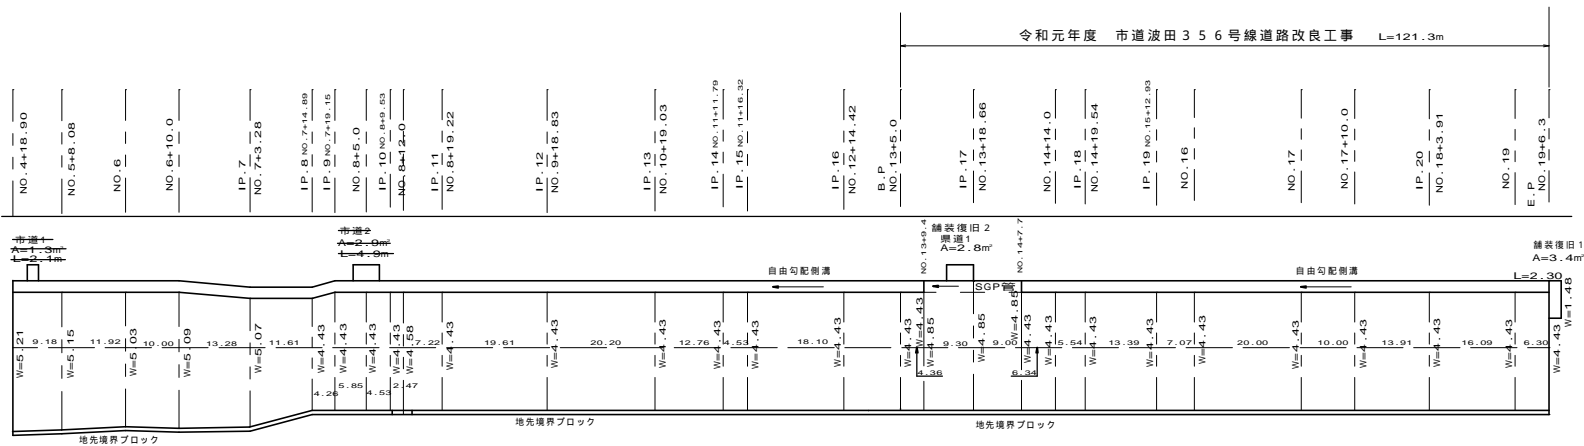 令和元年度　市道波田３５６号線道路改良工事　L=121.3m
NO.4+18.90
NO.5+8.08
NO.6
NO.6+10.0
IP.7
NO.7+3.28
IP.8 NO.7+14.89
IP.9 NO.7+19.15
NO.8+5.0
IP.10 NO.8+9.53
NO.8+12.0
IP.11
NO.8+19.22
IP.12
NO.9+18.83
IP.13
NO.10+19.03
IP.14 NO.11+11.79
IP.15 NO.11+16.32
IP.16
NO.12+14.42
B.P
NO.13+5.0
IP.17
NO.13+18.66
NO.14+14.0
IP.18
NO.14+19.54
IP.19 NO.15+12.93
NO.16
NO.17
NO.17+10.0
IP.20
NO.18+3.91
NO.19
E.P
NO.19+6.3
市道1
A=1.3㎡
L=2.1m
市道2
A=2.9㎡
L=4.9m
NO.13+9.4
舗装復旧２
県道1
A=2.8㎡
NO.14+7.7
舗装復旧１
A=3.4㎡
L=2.30
W=1.48
自由勾配側溝
SGP管
自由勾配側溝
W=5.21
9.18
W=5.15
11.92
W=5.03
10.00
W=5.09
13.28
W=5.07
11.61
W=4.43
4.26
W=4.43
5.85
W=4.43
4.53
W=4.43
2.47
W=4.58
7.22
W=4.43
19.61
W=4.43
20.20
W=4.43
12.76
W=4.43
4.53
W=4.43
18.10
W=4.43
W=4.43
4.36
W=4.43
W=4.85
9.30
W=4.85
9.00
W=4.85
W=4.43
6.34
W=4.43
5.54
W=4.43
13.39
W=4.43
7.07
W=4.43
20.00
W=4.43
10.00
W=4.43
13.91
W=4.43
16.09
W=4.43
6.30
W=4.43
地先境界ブロック
地先境界ブロック
地先境界ブロック